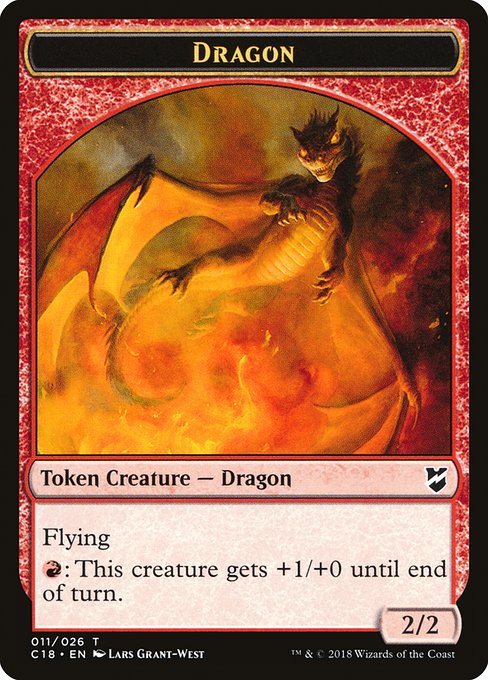 Dragon
Token Creature — Dragon
Flying
: This creature gets +1/+0 until end
of turn.
2/2
011/026 T
C18 • EN Lars Grant-West
™ & © 2018 Wizards of the Coast